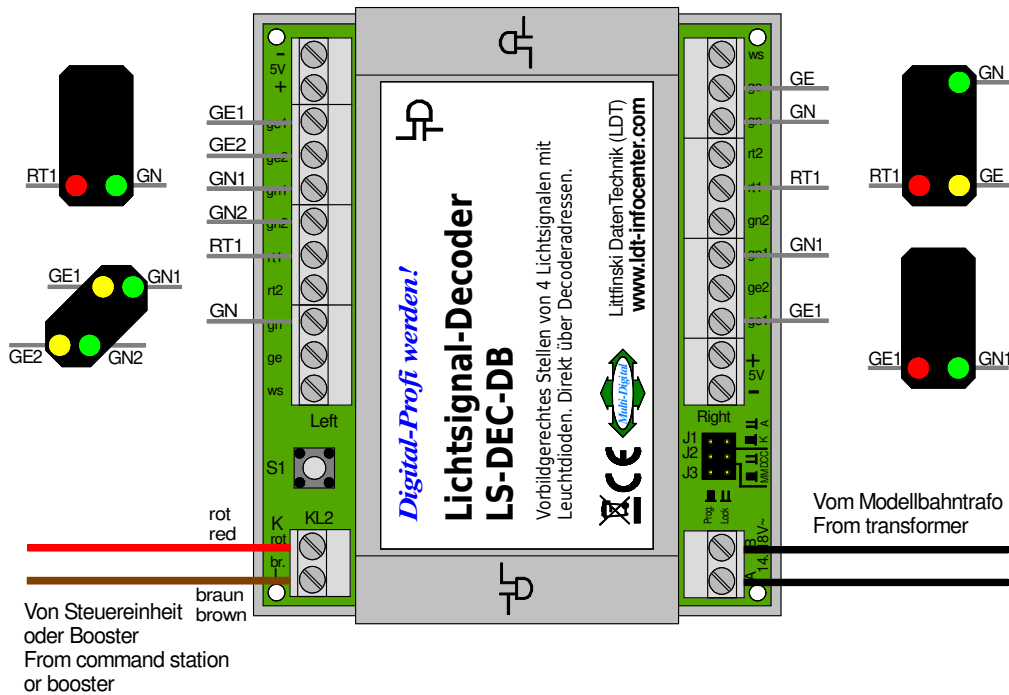 RT1
GN
GE1
GN1
GE2
GN2
GE1
GE2
GN1
GN2
RT1
GN
-
5V
+
ge1
ge2
gn1
gn2
rt1
rt2
gn
ge
ws
Left
S1
KL2
K
rot
br.
rot
red
braun
brown
Von Steuereinheit
oder Booster
From command station
or booster
Digital-Profi werden!
Lichtsignal-Decoder
LS-DEC-DB
Vorbildgerechtes Stellen von 4 Lichtsignalen mit
Leuchtdioden. Direkt über Decoderadressen.
Multi-Digital
CE
Littfinski DatenTechnik (LDT)
www.ldt-infocenter.com
ws
ge
gn
rt2
rt1
gn2
gn1
ge2
ge1
+
5V
-
Right
J1
J2
J3
A
K
DCC
MM
Prog.
Lock
B
A
GE
GN
RT1
GN1
GE1
GN
RT1
GE
GE1
GN1
Vom Modellbahntrafo
From transformer